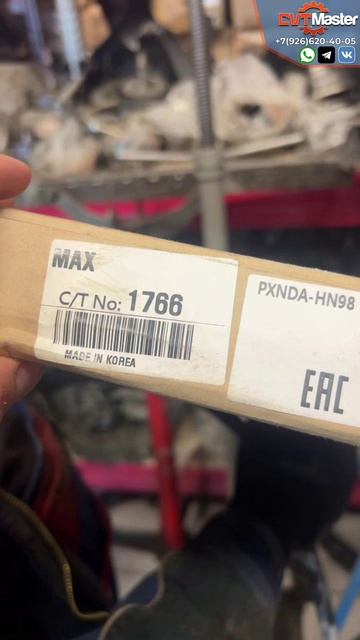 CVTMaster
+7(926)620-40-05
MAX
C/T No: 1766
MADE IN KOREA
PXNDA-HN98
EAC